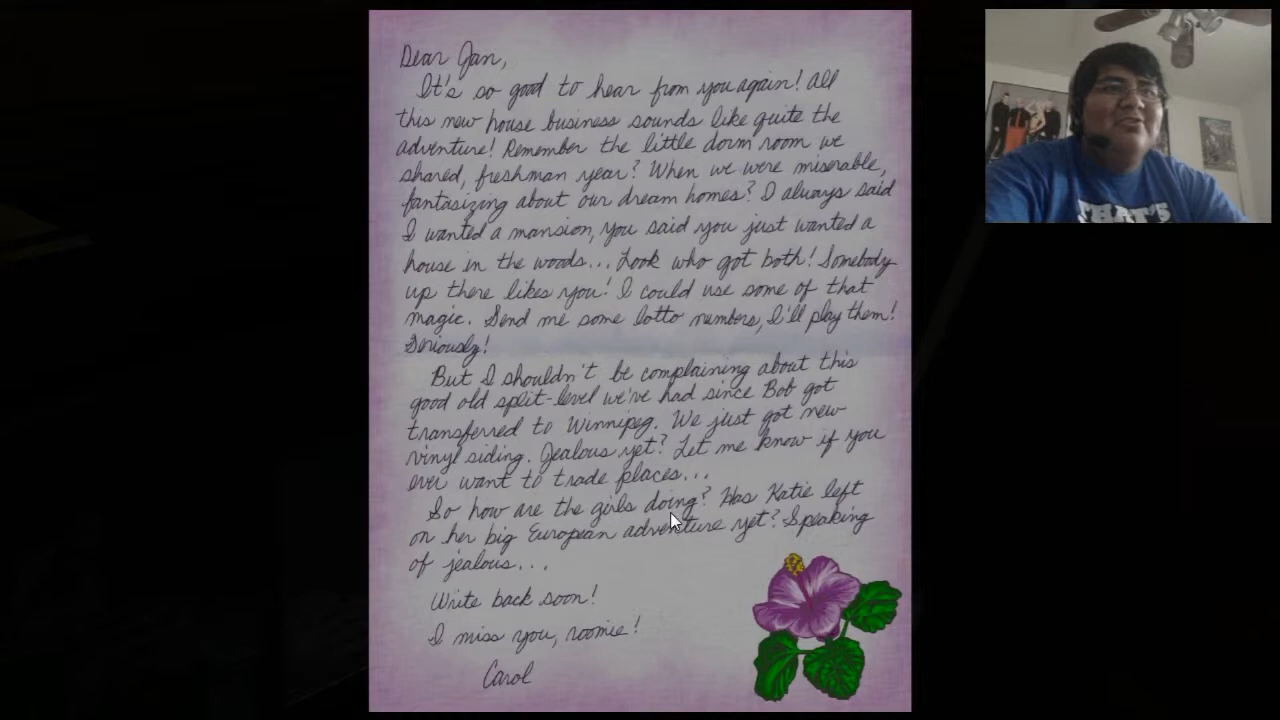 Dear Jan,
It's so good to hear from you again! All
this new house business sounds like quite the
adventure! Remember the little dorm room we
shared, freshman year? When we were miserable,
fantasizing about our dream homes? I always said
I wanted a mansion, you said you just wanted a
house in the woods... Look who got both! Somebody
up there likes you! I could use some of that
magic. Send me some lotto numbers, I'll play them!
Seriously!
But I shouldn't be complaining about this
good old split-level we've had since Bob got
transferred to Winnipeg. We just got new
vinyl siding. Jealous yet? Let me know if you
ever want to trade places...
So how are the girls doing? Has Katie left
on her big European adventure yet? Speaking
of jealous...
Write back soon!
I miss you, roomie!
Carol
THAT'S